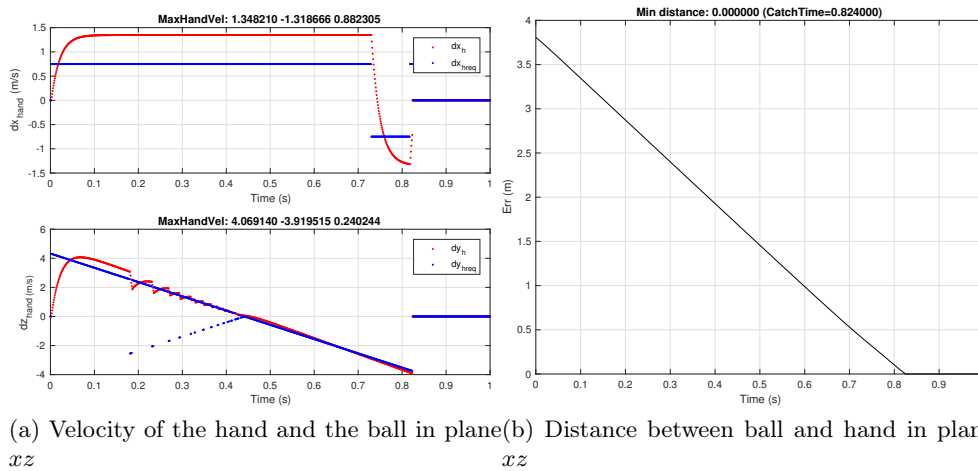 MaxHandVel: 1.348210 -1.318666 0.882305
1.5
1
0.5
0
-0.5
-1
-1.5
dx_hand (m/s)
dx_h
dx_hreq
0 0.1 0.2 0.3 0.4 0.5 0.6 0.7 0.8 0.9 1
Time (s)
MaxHandVel: 4.069140 -3.919515 0.240244
6
4
2
0
-2
-4
dz_hand (m/s)
dy_h
dy_hreq
0 0.1 0.2 0.3 0.4 0.5 0.6 0.7 0.8 0.9 1
Time (s)
Min distance: 0.000000 (CatchTime=0.824000)
4
3.5
3
2.5
2
1.5
1
0.5
0
Err (m)
0 0.1 0.2 0.3 0.4 0.5 0.6 0.7 0.8 0.9
Time (s)
(a) Velocity of the hand and the ball in plane
xz
(b) Distance between ball and hand in plan
xz